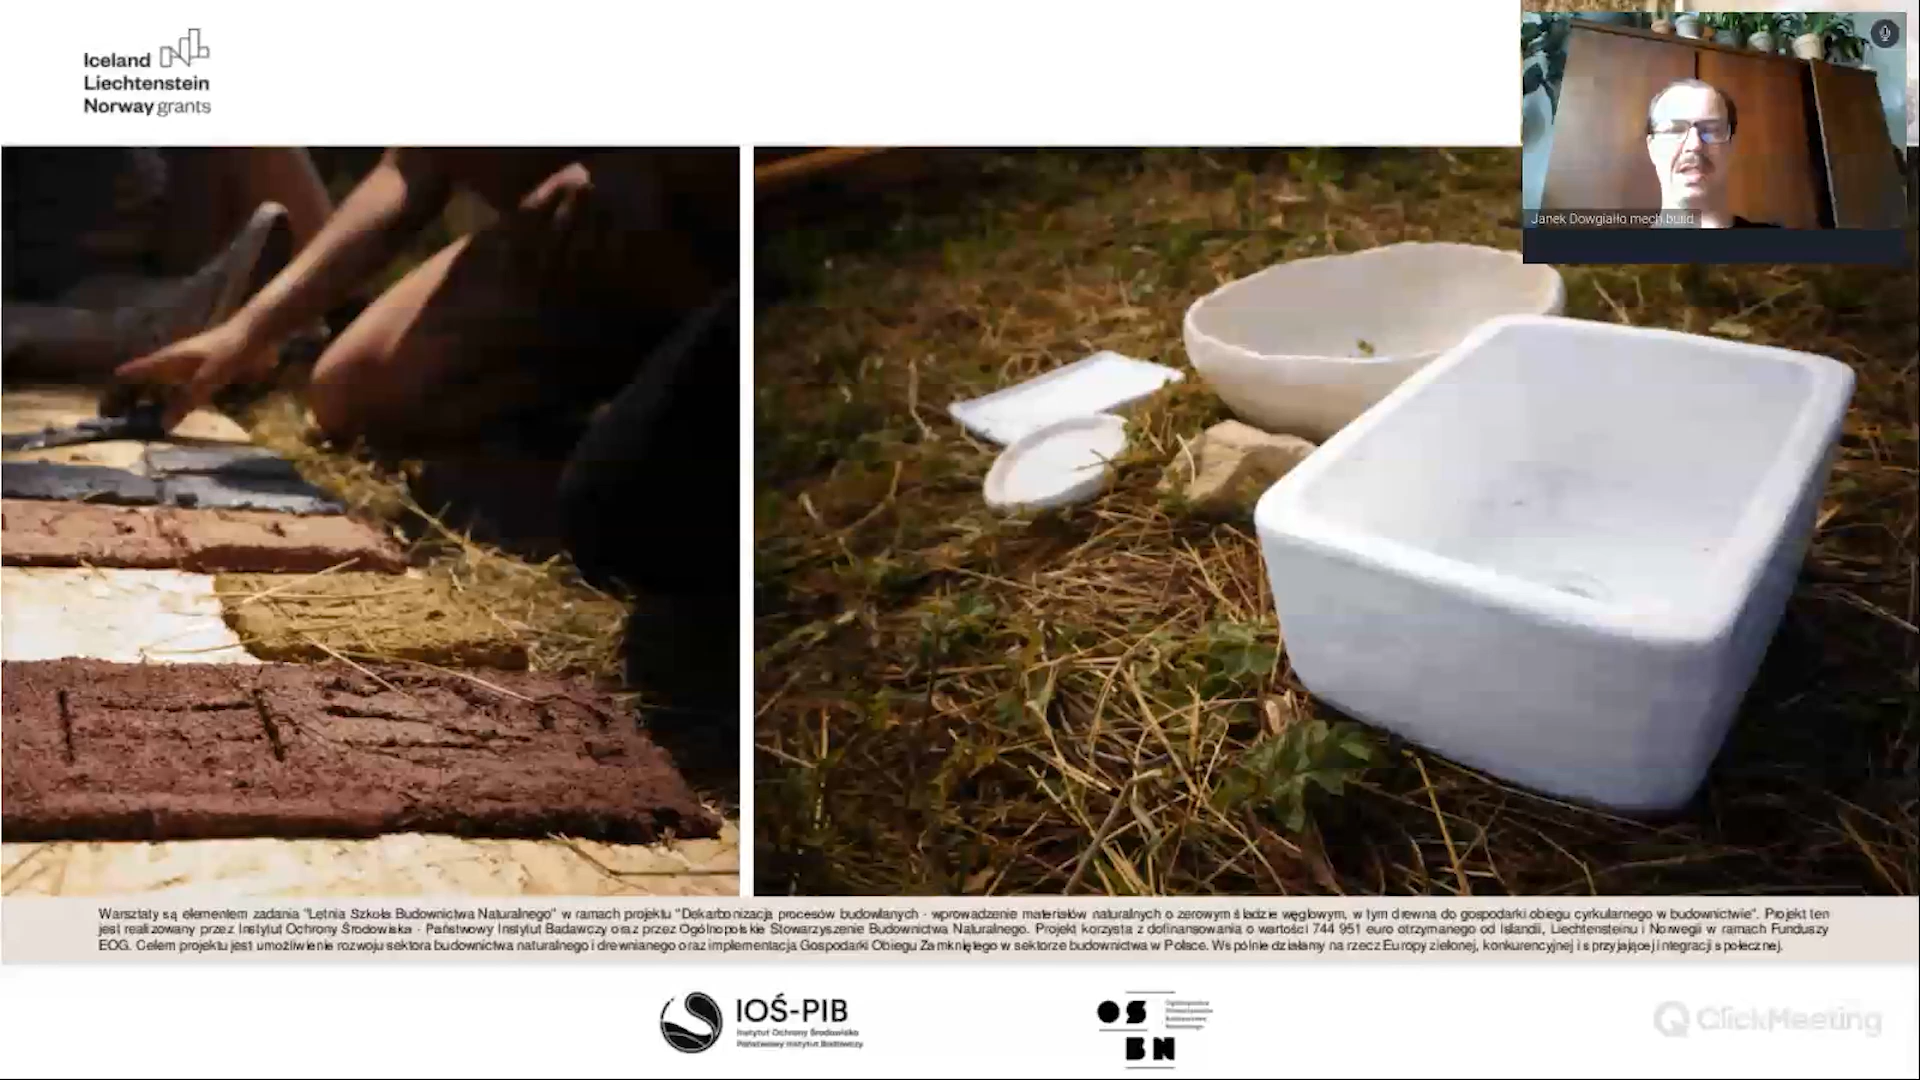 Iceland
Liechtenstein
Norway grants
Janek Dowgiałło mech.build
Warsztaty są elementem zadania "Letnia Szkoła Budownictwa Naturalnego" w ramach projektu "Dekarbonizacja procesów budowlanych - wprowadzenie materiałów naturalnych o zerowym śladzie węglowym, w tym drewna do gospodarki obiegu cyrkularnego w budownictwie". Projekt ten
jest realizowany przez Instytut Ochrony Środowiska - Państwowy Instytut Badawczy oraz przez Ogólnopolskie Stowarzyszenie Budownictwa Naturalnego. Projekt korzysta z dofinansowania o wartości 744 951 euro otrzymanego od Islandii, Liechtensteinu i Norwegii w ramach Funduszy
EOG. Celem projektu jest umożliwienie rozwoju sektora budownictwa naturalnego i drewnianego oraz implementacja Gospodarki Obiegu Zamkniętego w sektorze budownictwa w Polsce. Wspólnie działamy na rzecz Europy zielonej, konkurencyjnej i sprzyjającej integracji społecznej.
IOŚ-PIB
Instytut Ochrony Środowiska
Państwowy Instytut Badawczy
OS
BN
Ogólnopolskie
Stowarzyszenie
Budownictwa
Naturalnego
ClickMeeting